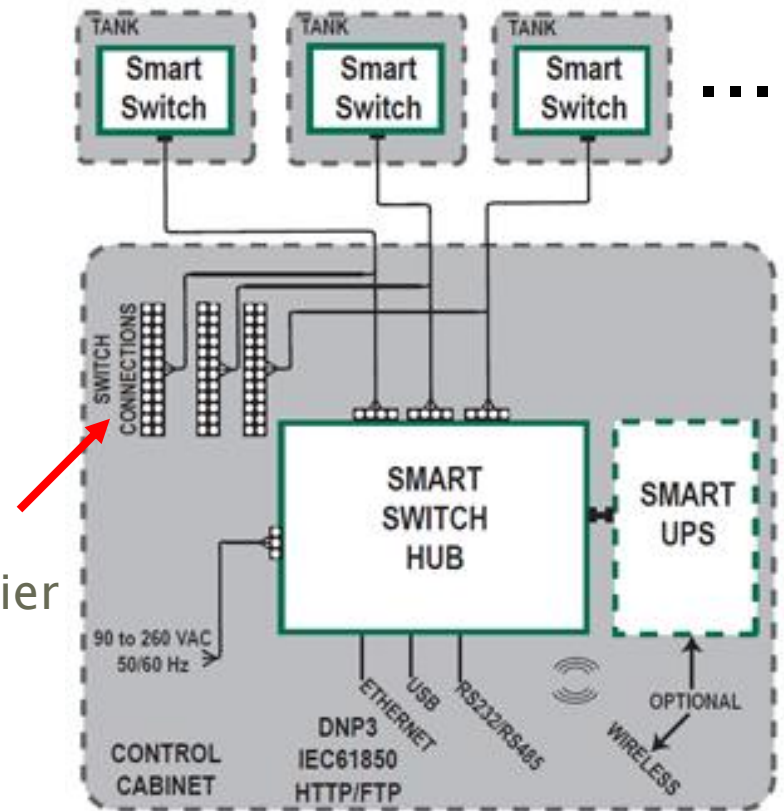 TANK
Smart
Switch
TANK
Smart
Switch
TANK
Smart
Switch
...
SWITCH
CONNECTIONS
SMART
SWITCH
HUB
SMART
UPS
ier
90 to 260 VAC
50/60 Hz
ETHERNET
USB
RS232/RS485
OPTIONAL
WIRELESS
DNP3
IEC61850
HTTP/FTP
CONTROL
CABINET